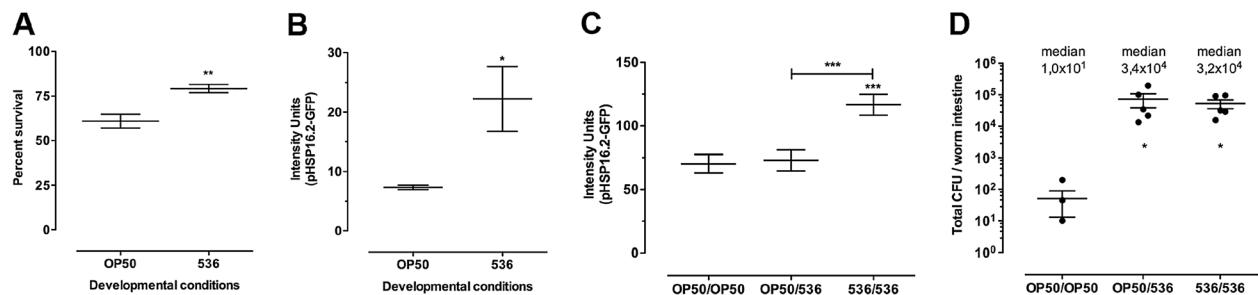 A
Percent survival
100
75
50
25
0
**
OP50
536
Developmental conditions
B
Intensity Units
(pHSP16.2-GFP)
30
20
10
0
*
OP50
536
Developmental conditions
C
Intensity Units
(pHSP16.2-GFP)
150
100
50
0
***
***
OP50/OP50
OP50/536
536/536
D
Total CFU / worm intestine
median
1,0x10¹
median
3,4x10⁴
median
3,2x10⁴
10⁶
10⁵
10⁴
10³
10²
10¹
10⁰
*
*
OP50/OP50
OP50/536
536/536